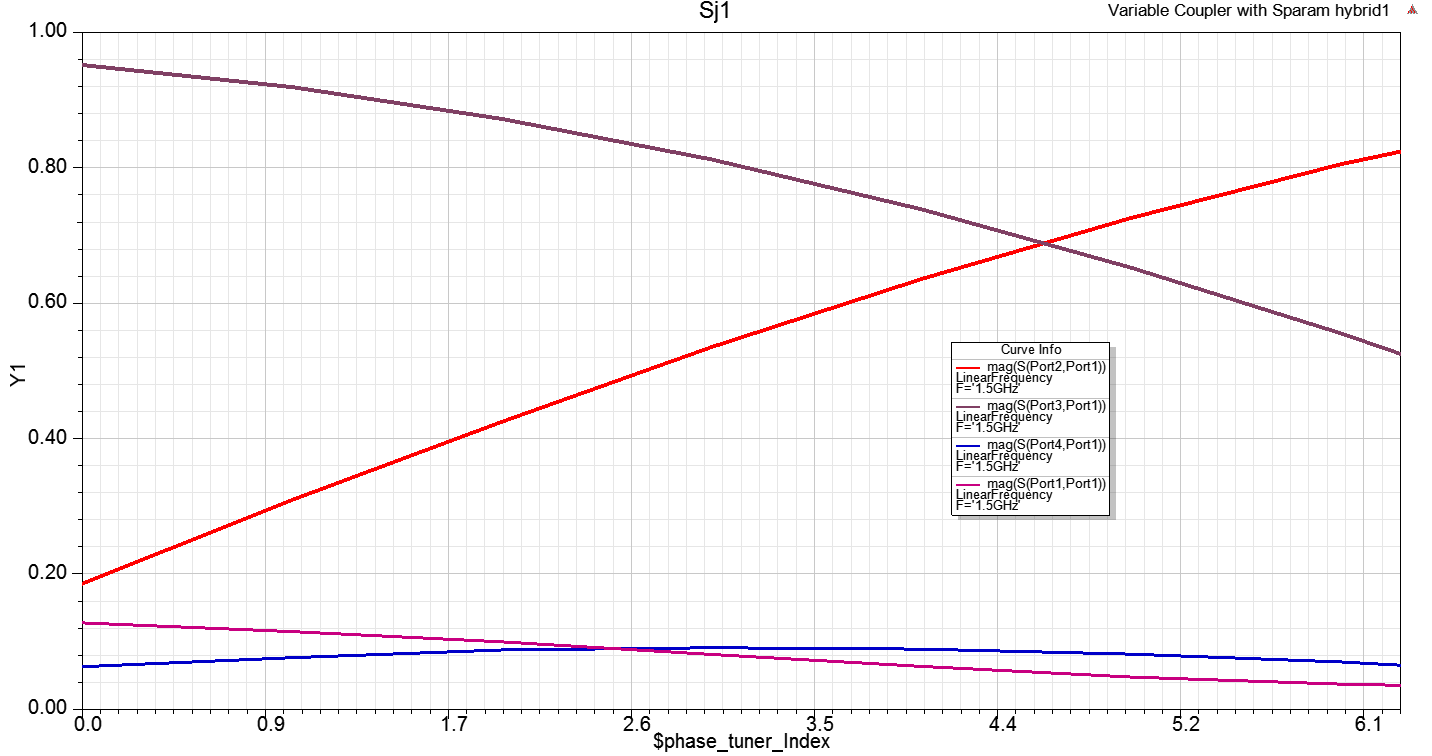 Sj1
Variable Coupler with Sparam hybrid1
1.00
0.80
0.60
0.40
0.20
0.00
Y1
Curve Info
mag(S(Port2,Port1))
LinearFrequency
F='1.5GHz'
mag(S(Port3,Port1))
LinearFrequency
F='1.5GHz'
mag(S(Port4,Port1))
LinearFrequency
F='1.5GHz'
mag(S(Port1,Port1))
LinearFrequency
F='1.5GHz'
0.0 0.9 1.7 2.6 3.5 4.4 5.2 6.1
$phase_tuner_Index